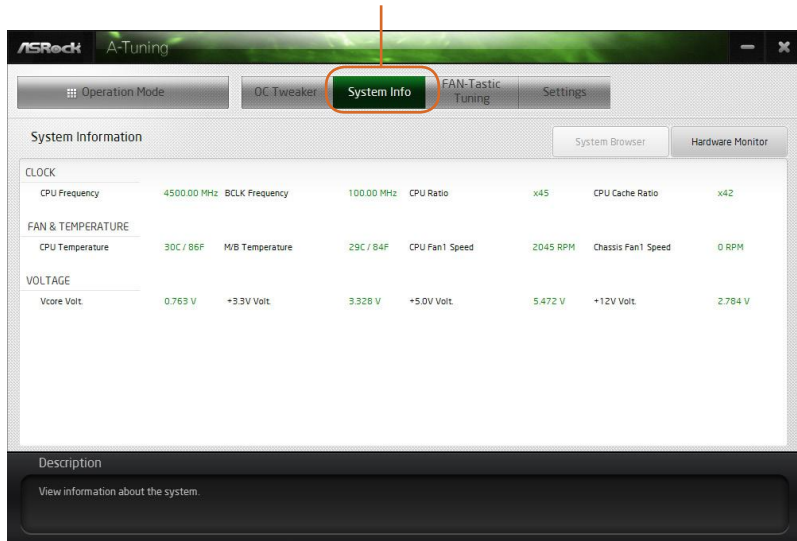 ASRock A-Tuning
Operation Mode OC Tweaker System Info FAN-Tastic Tuning Settings
System Information System Browser Hardware Monitor
CLOCK
CPU Frequency 4500.00 MHz BCLK Frequency 100.00 MHz CPU Ratio x45 CPU Cache Ratio x42
FAN & TEMPERATURE
CPU Temperature 30C / 86F M/B Temperature 29C / 84F CPU Fan1 Speed 2045 RPM Chassis Fan1 Speed 0 RPM
VOLTAGE
Vcore Volt. 0.763 V +3.3V Volt. 3.328 V +5.0V Volt. 5.472 V +12V Volt. 2.784 V
Description
View information about the system.